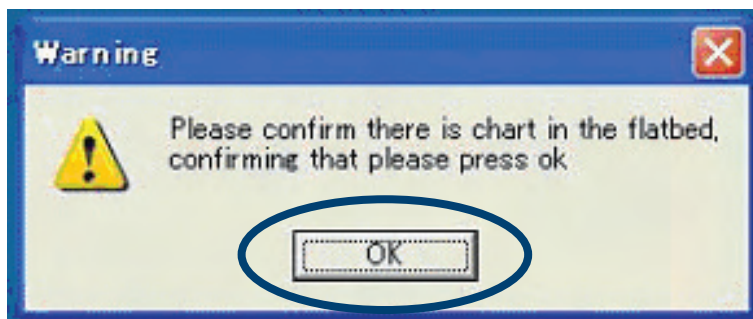 Warning
Please confirm there is chart in the flatbed,
confirming that please press ok
OK